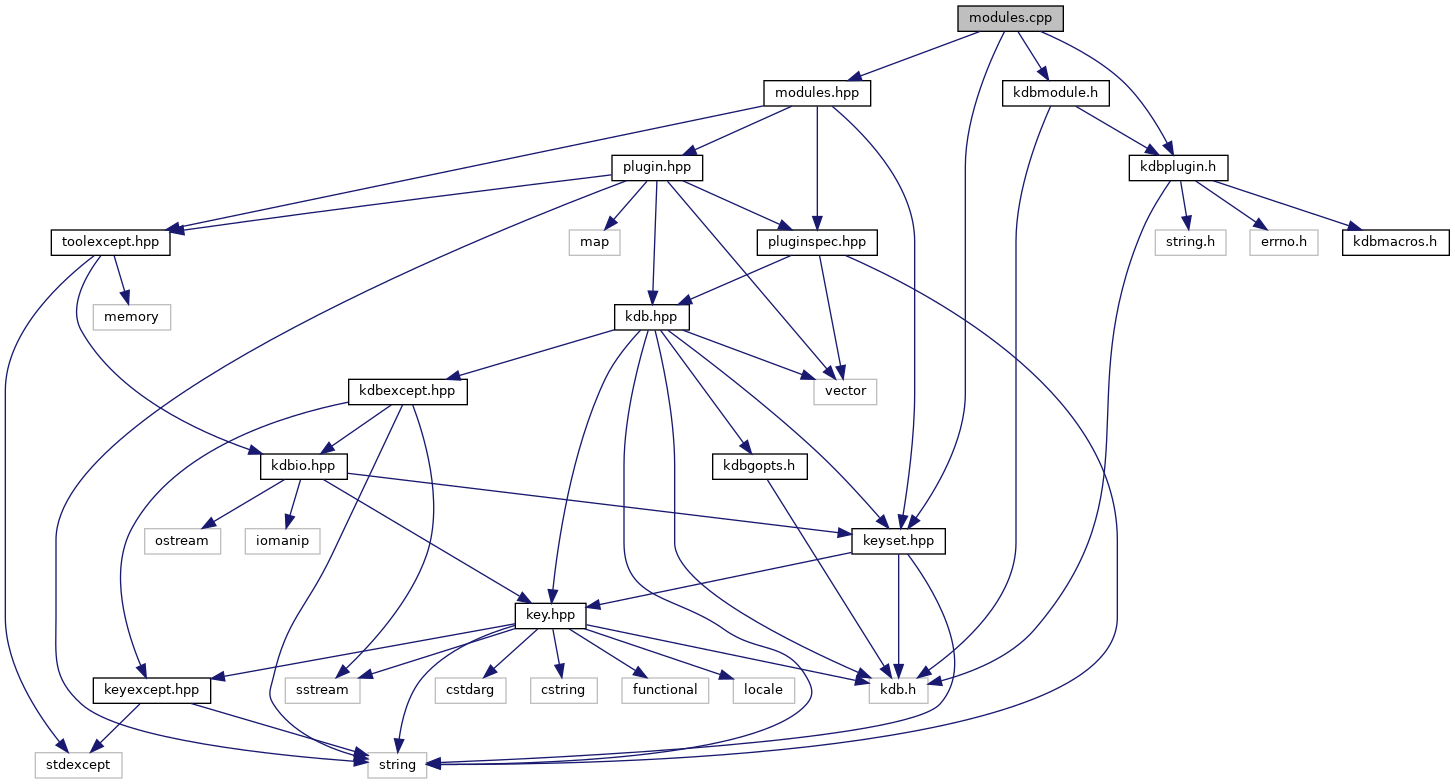 modules.cpp
modules.hpp
kdbmodule.h
plugin.hpp
kdbplugin.h
toolexcept.hpp
map
pluginspec.hpp
string.h
errno.h
kdbmacros.h
memory
kdb.hpp
kdbexcept.hpp
vector
kdbio.hpp
kdbgopts.h
ostream
iomanip
keyset.hpp
key.hpp
keyexcept.hpp
sstream
cstdarg
cstring
functional
locale
kdb.h
stdexcept
string